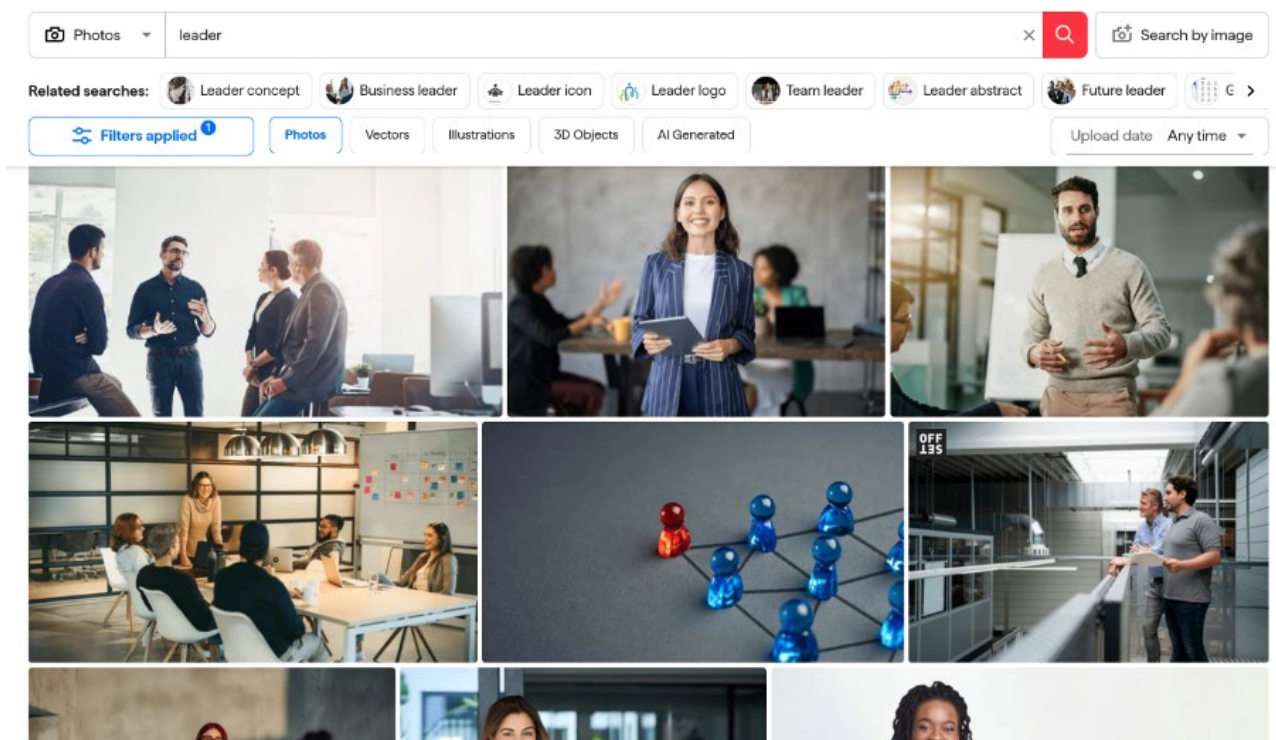 Photos leader Search by image
Related searches: Leader concept Business leader Leader icon Leader logo Team leader Leader abstract Future leader G
Filters applied 1 Photos Vectors Illustrations 3D Objects AI Generated Upload date Any time
OFF
SET